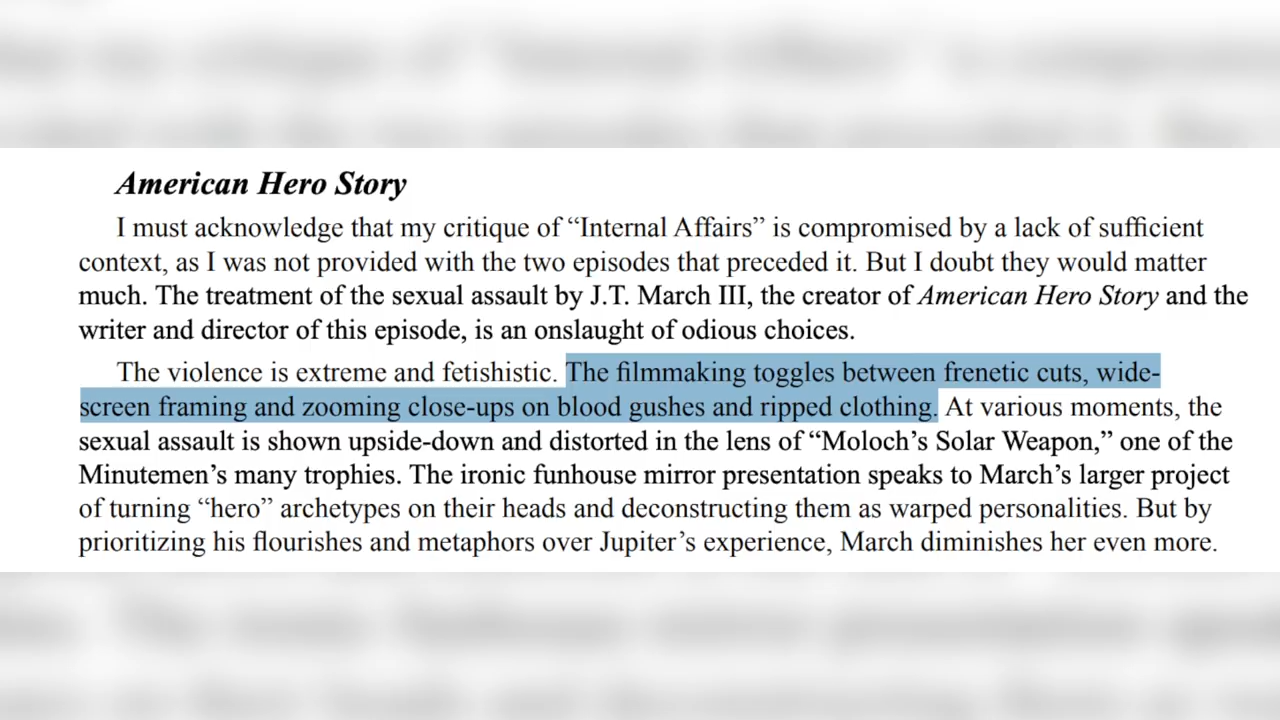 American Hero Story
I must acknowledge that my critique of “Internal Affairs” is compromised by a lack of sufficient
context, as I was not provided with the two episodes that preceded it. But I doubt they would matter
much. The treatment of the sexual assault by J.T. March III, the creator of American Hero Story and the
writer and director of this episode, is an onslaught of odious choices.
The violence is extreme and fetishistic. The filmmaking toggles between frenetic cuts, wide-
screen framing and zooming close-ups on blood gushes and ripped clothing. At various moments, the
sexual assault is shown upside-down and distorted in the lens of “Moloch’s Solar Weapon,” one of the
Minutemen’s many trophies. The ironic funhouse mirror presentation speaks to March’s larger project
of turning “hero” archetypes on their heads and deconstructing them as warped personalities. But by
prioritizing his flourishes and metaphors over Jupiter’s experience, March diminishes her even more.